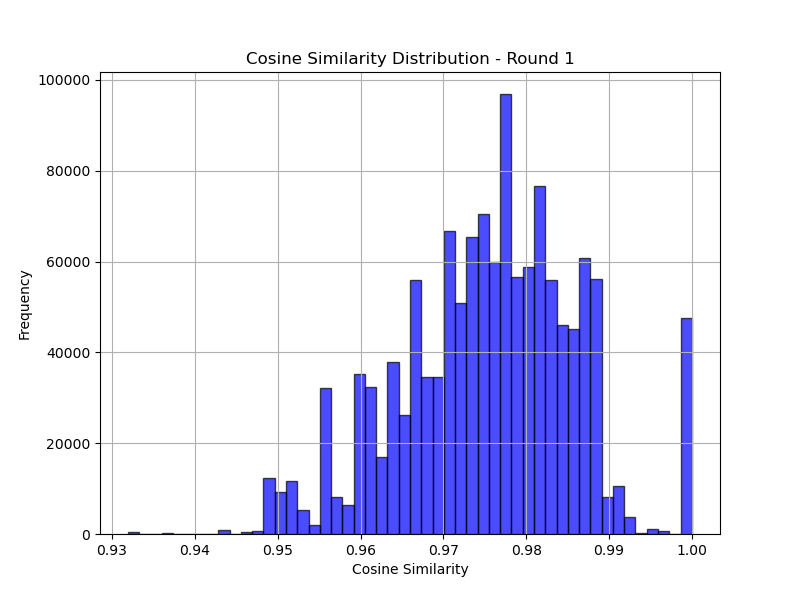 Cosine Similarity Distribution - Round 1
Frequency
100000
80000
60000
40000
20000
0
0.93 0.94 0.95 0.96 0.97 0.98 0.99 1.00
Cosine Similarity